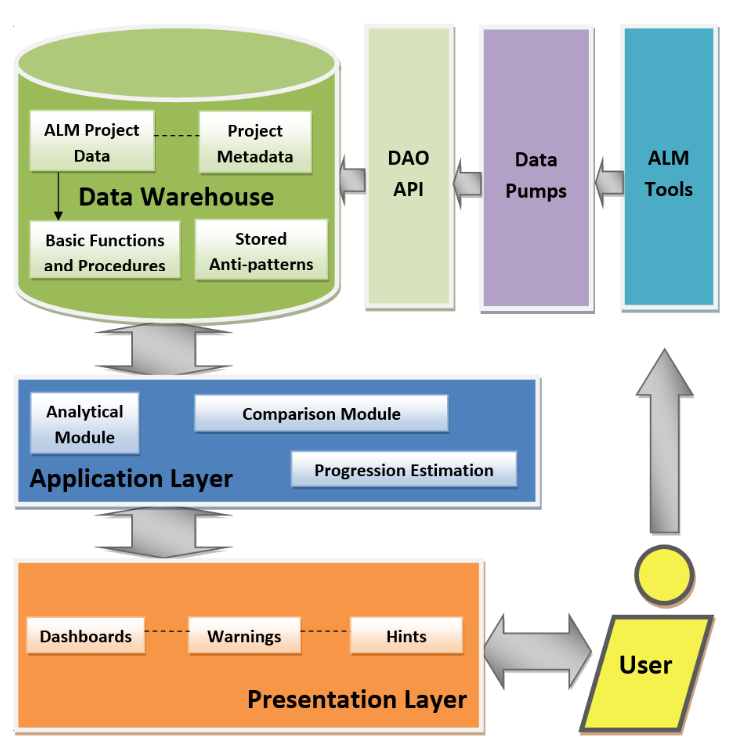 ALM Project
Data
Project
Metadata
Data Warehouse
Basic Functions
and Procedures
Stored
Anti-patterns
DAO
API
Data
Pumps
ALM
Tools
Analytical
Module
Comparison Module
Progression Estimation
Application Layer
Dashboards
Warnings
Hints
Presentation Layer
User